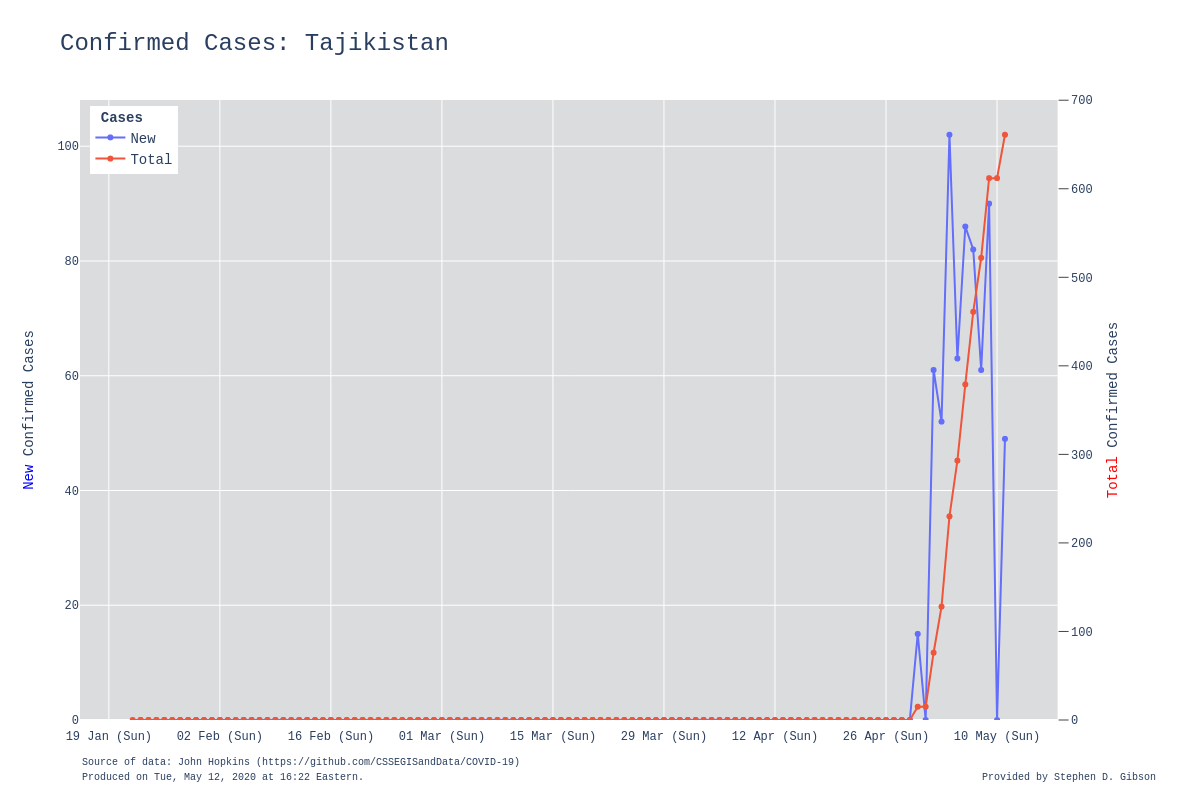 Confirmed Cases: Tajikistan
Cases
New
Total
100
80
60
40
20
0
700
600
500
400
300
200
100
0
New Confirmed Cases
Total Confirmed Cases
19 Jan (Sun) 02 Feb (Sun) 16 Feb (Sun) 01 Mar (Sun) 15 Mar (Sun) 29 Mar (Sun) 12 Apr (Sun) 26 Apr (Sun) 10 May (Sun)
Source of data: John Hopkins (https://github.com/CSSEGISandData/COVID-19)
Produced on Tue, May 12, 2020 at 16:22 Eastern.
Provided by Stephen D. Gibson